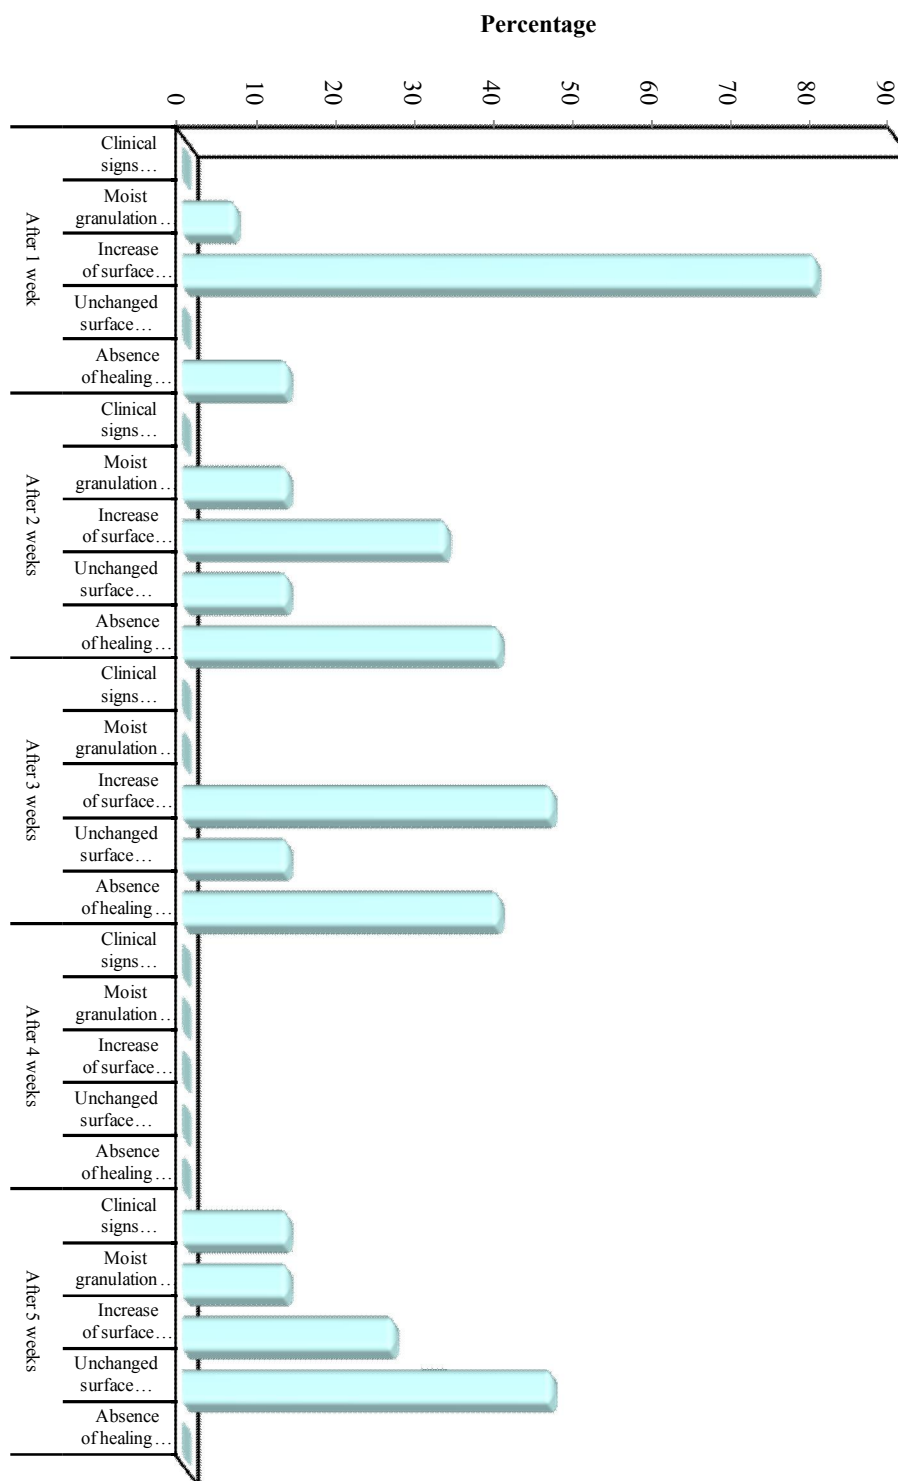 Percentage
0
10
20
30
40
50
60
70
80
90
After 1 week
Clinical
signs…
Moist
granulation…
Increase
of surface…
Unchanged
surface…
Absence
of healing…
After 2 weeks
Clinical
signs…
Moist
granulation…
Increase
of surface…
Unchanged
surface…
Absence
of healing…
After 3 weeks
Clinical
signs…
Moist
granulation…
Increase
of surface…
Unchanged
surface…
Absence
of healing…
After 4 weeks
Clinical
signs…
Moist
granulation…
Increase
of surface…
Unchanged
surface…
Absence
of healing…
After 5 weeks
Clinical
signs…
Moist
granulation…
Increase
of surface…
Unchanged
surface…
Absence
of healing…